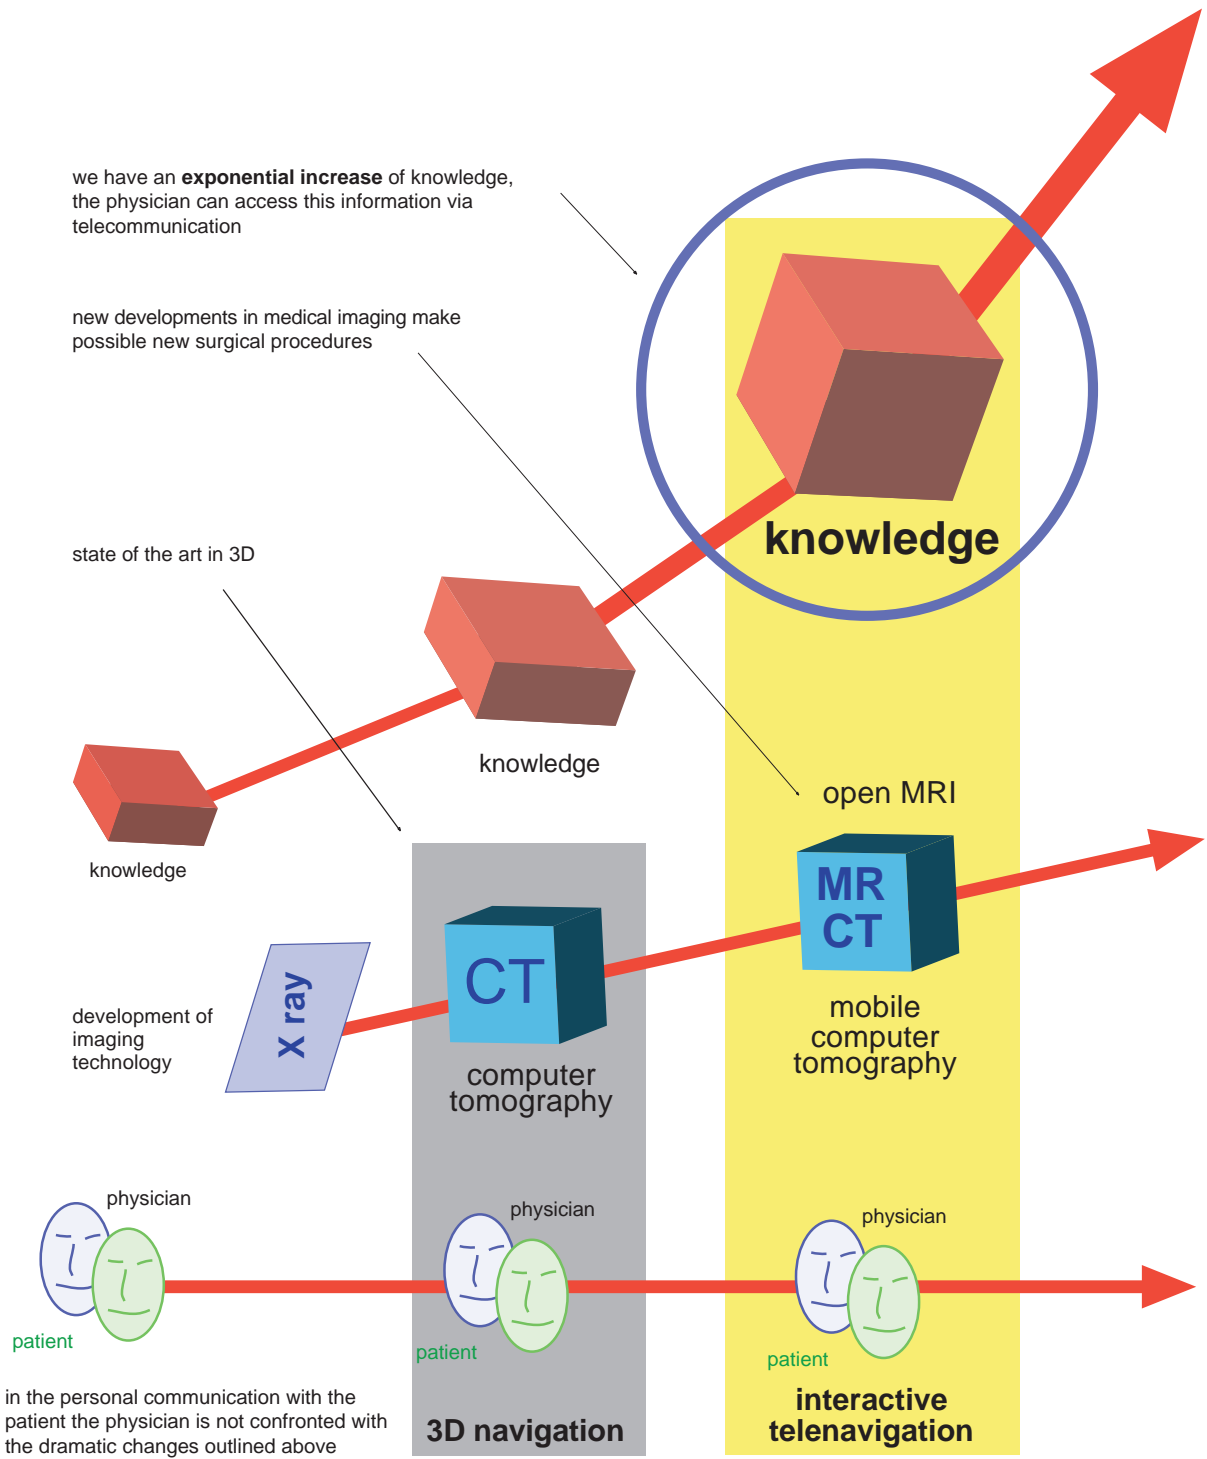 we have an exponential increase of knowledge,
the physician can access this information via
telecommunication
new developments in medical imaging make
possible new surgical procedures
knowledge
state of the art in 3D
knowledge
open MRI
knowledge
MR
CT
CT
X ray
development of
imaging
technology
mobile
computer
tomography
computer
tomography
physician
physician
physician
patient
patient
patient
in the personal communication with the
patient the physician is not confronted with
the dramatic changes outlined above
3D navigation
interactive
telenavigation